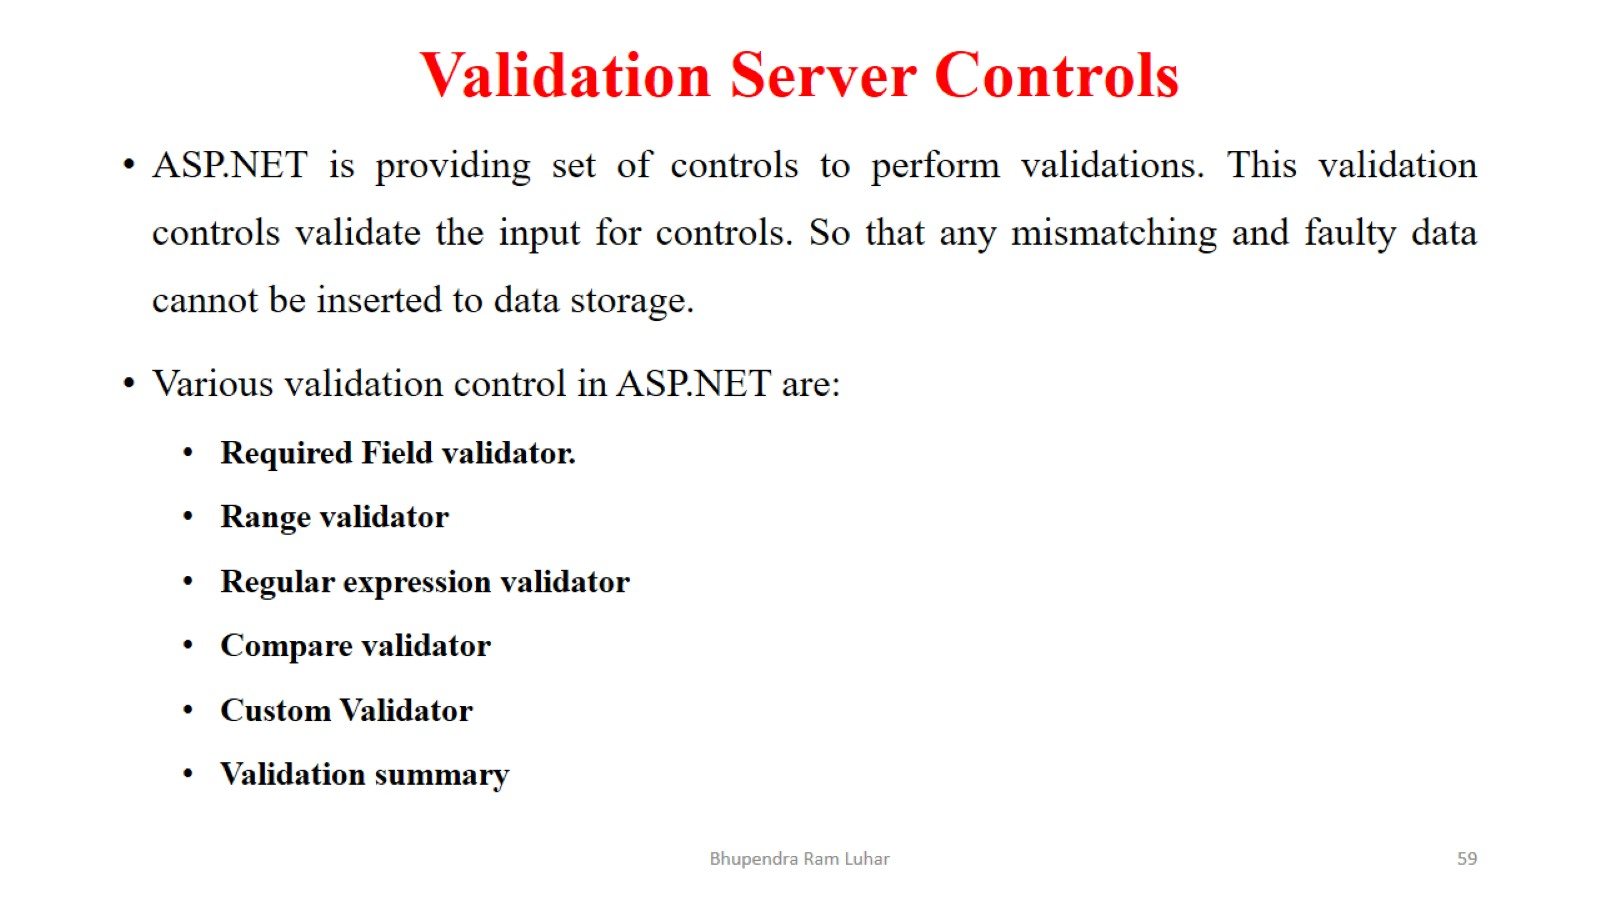 Validation Server Controls
• ASP.NET is providing set of controls to perform validations. This validation
controls validate the input for controls. So that any mismatching and faulty data
cannot be inserted to data storage.
• Various validation control in ASP.NET are:
• Required Field validator.
• Range validator
• Regular expression validator
• Compare validator
• Custom Validator
• Validation summary
Bhupendra Ram Luhar
59